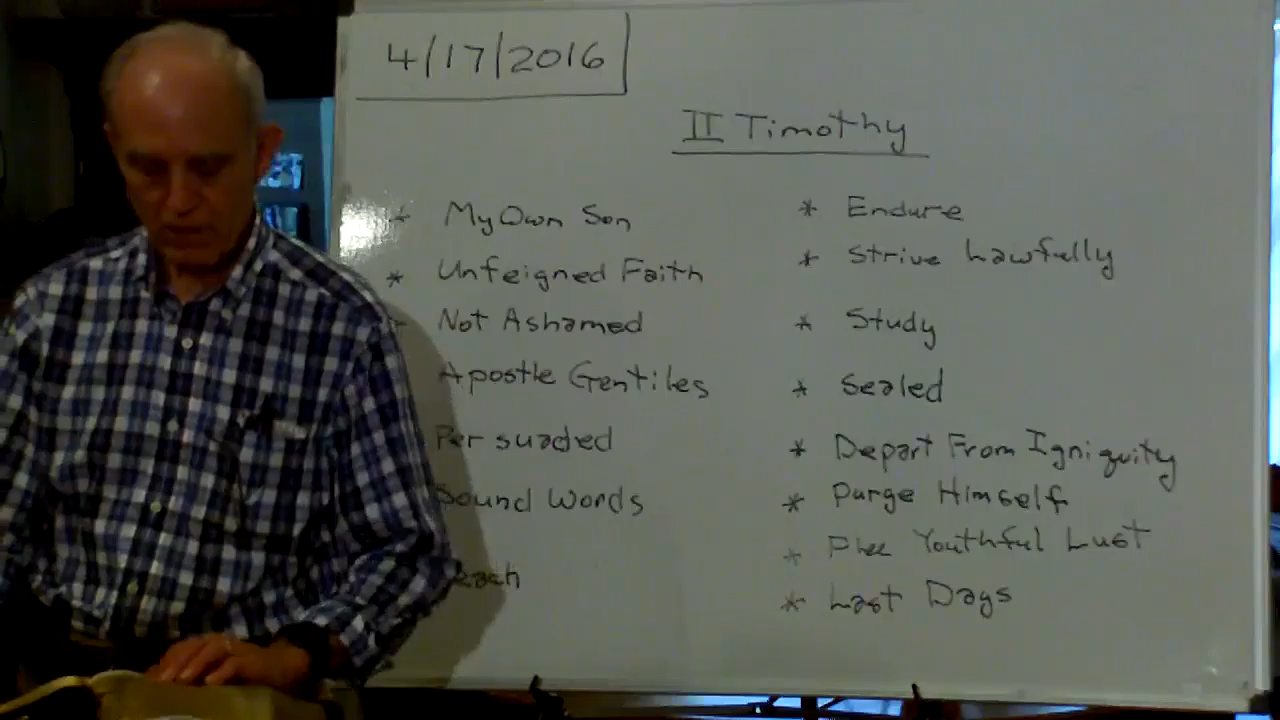 4/17/2016
II Timothy
* My Own Son
* Unfeigned Faith
* Not Ashamed
Apostle Gentiles
Persuaded
Sound Words
* Endure
* Strive Lawfully
* Study
* Sealed
* Depart From Igniquity
* Purge Himself
* Flee Youthful Lust
* Last Days